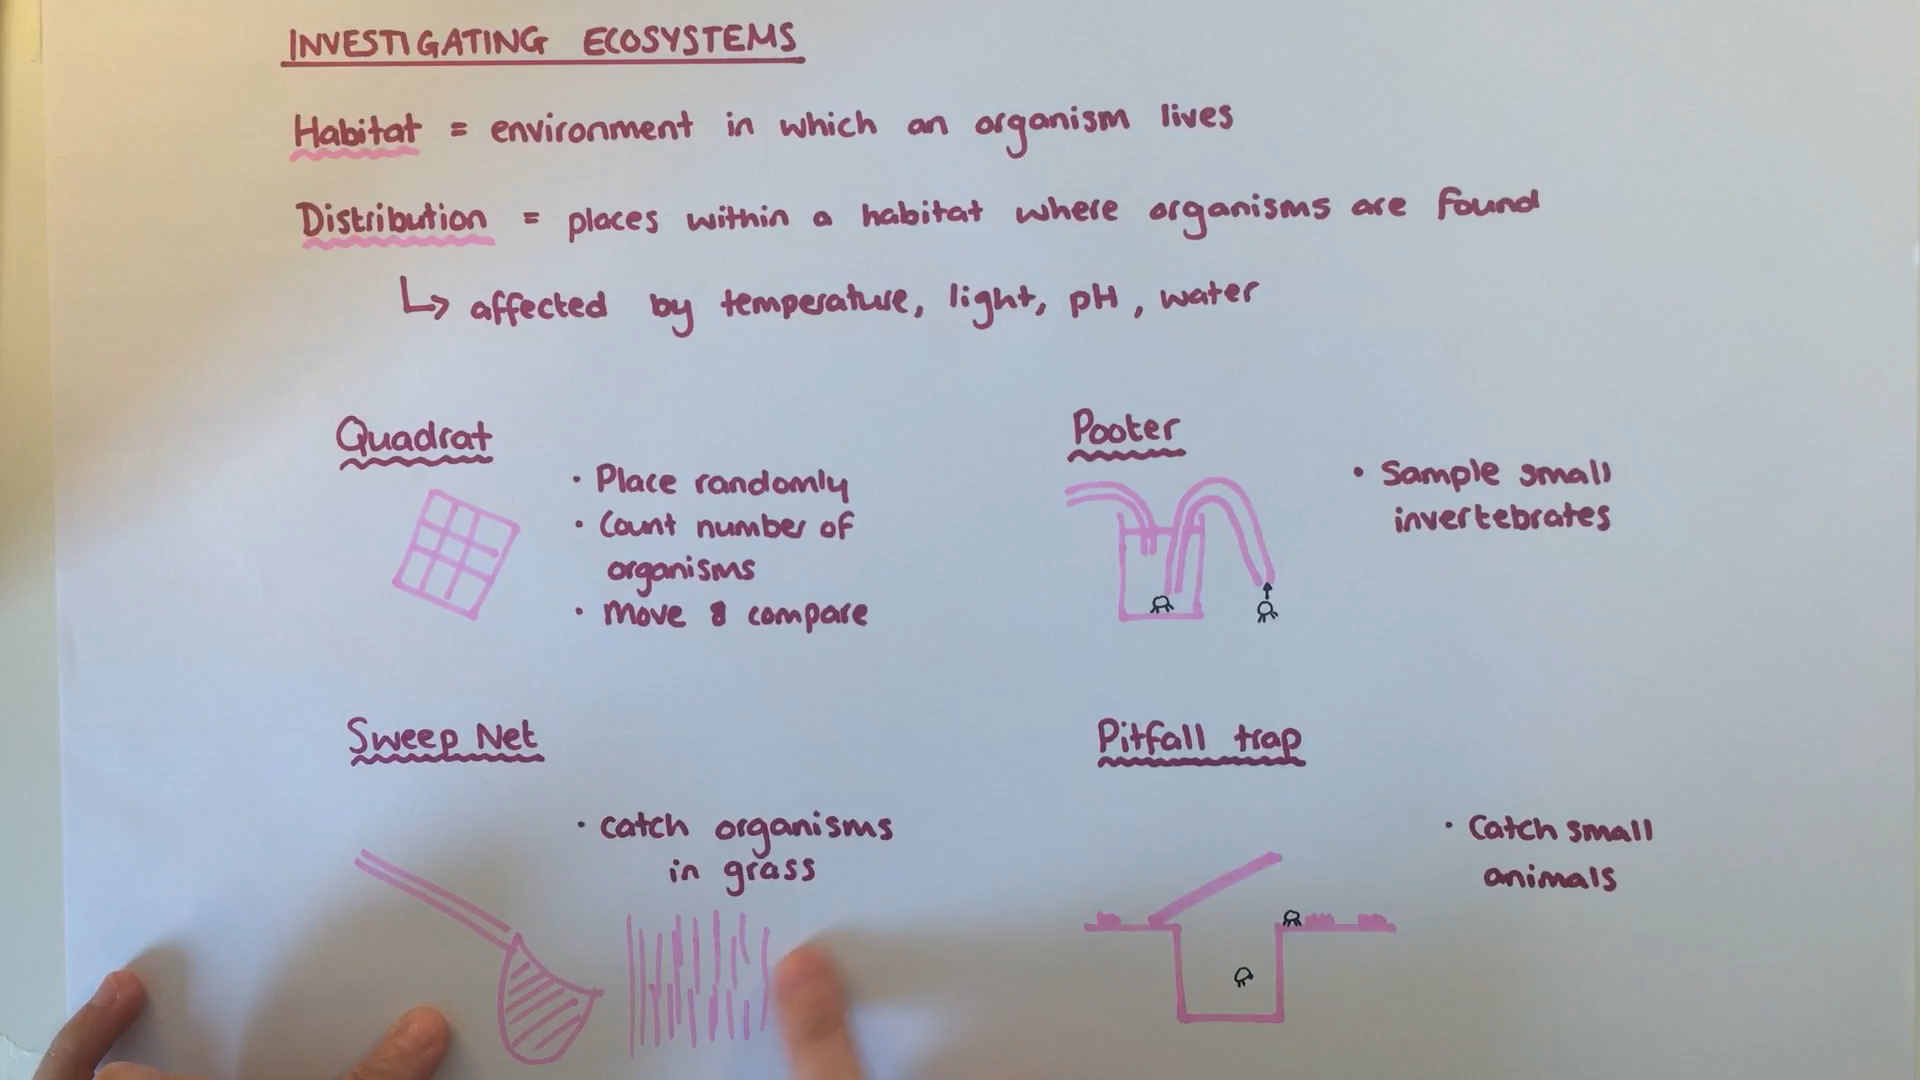 INVESTIGATING ECOSYSTEMS
Habitat = environment in which an organism lives
Distribution = places within a habitat where organisms are found
↳ affected by temperature, light, pH, water
Quadrat
• Place randomly
• Count number of
organisms
• Move & compare
Pooter
• Sample small
invertebrates
Sweep Net
• catch organisms
in grass
Pitfall trap
• Catch small
animals